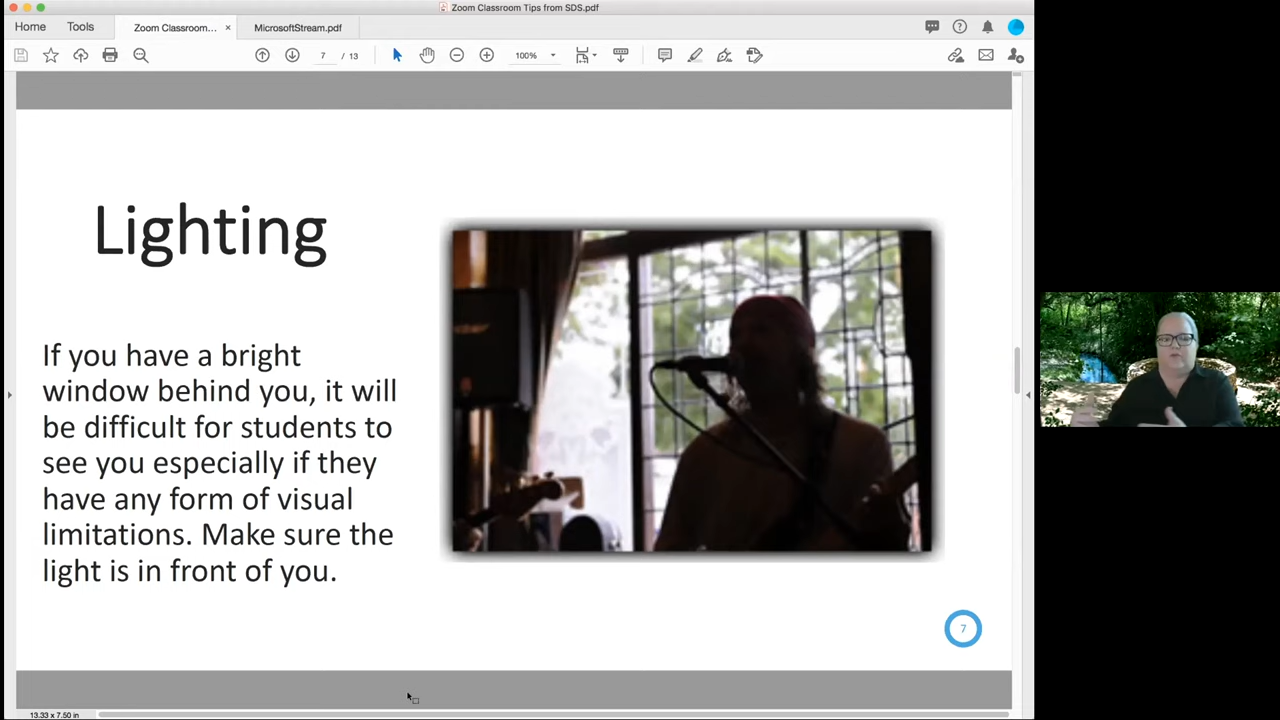 Zoom Classroom Tips from SDS.pdf
Home
Tools
Zoom Classroom...
×
MicrosoftStream.pdf
7 / 13
100%
Lighting
If you have a bright
window behind you, it will
be difficult for students to
see you especially if they
have any form of visual
limitations. Make sure the
light is in front of you.
7
13.33 x 7.50 in